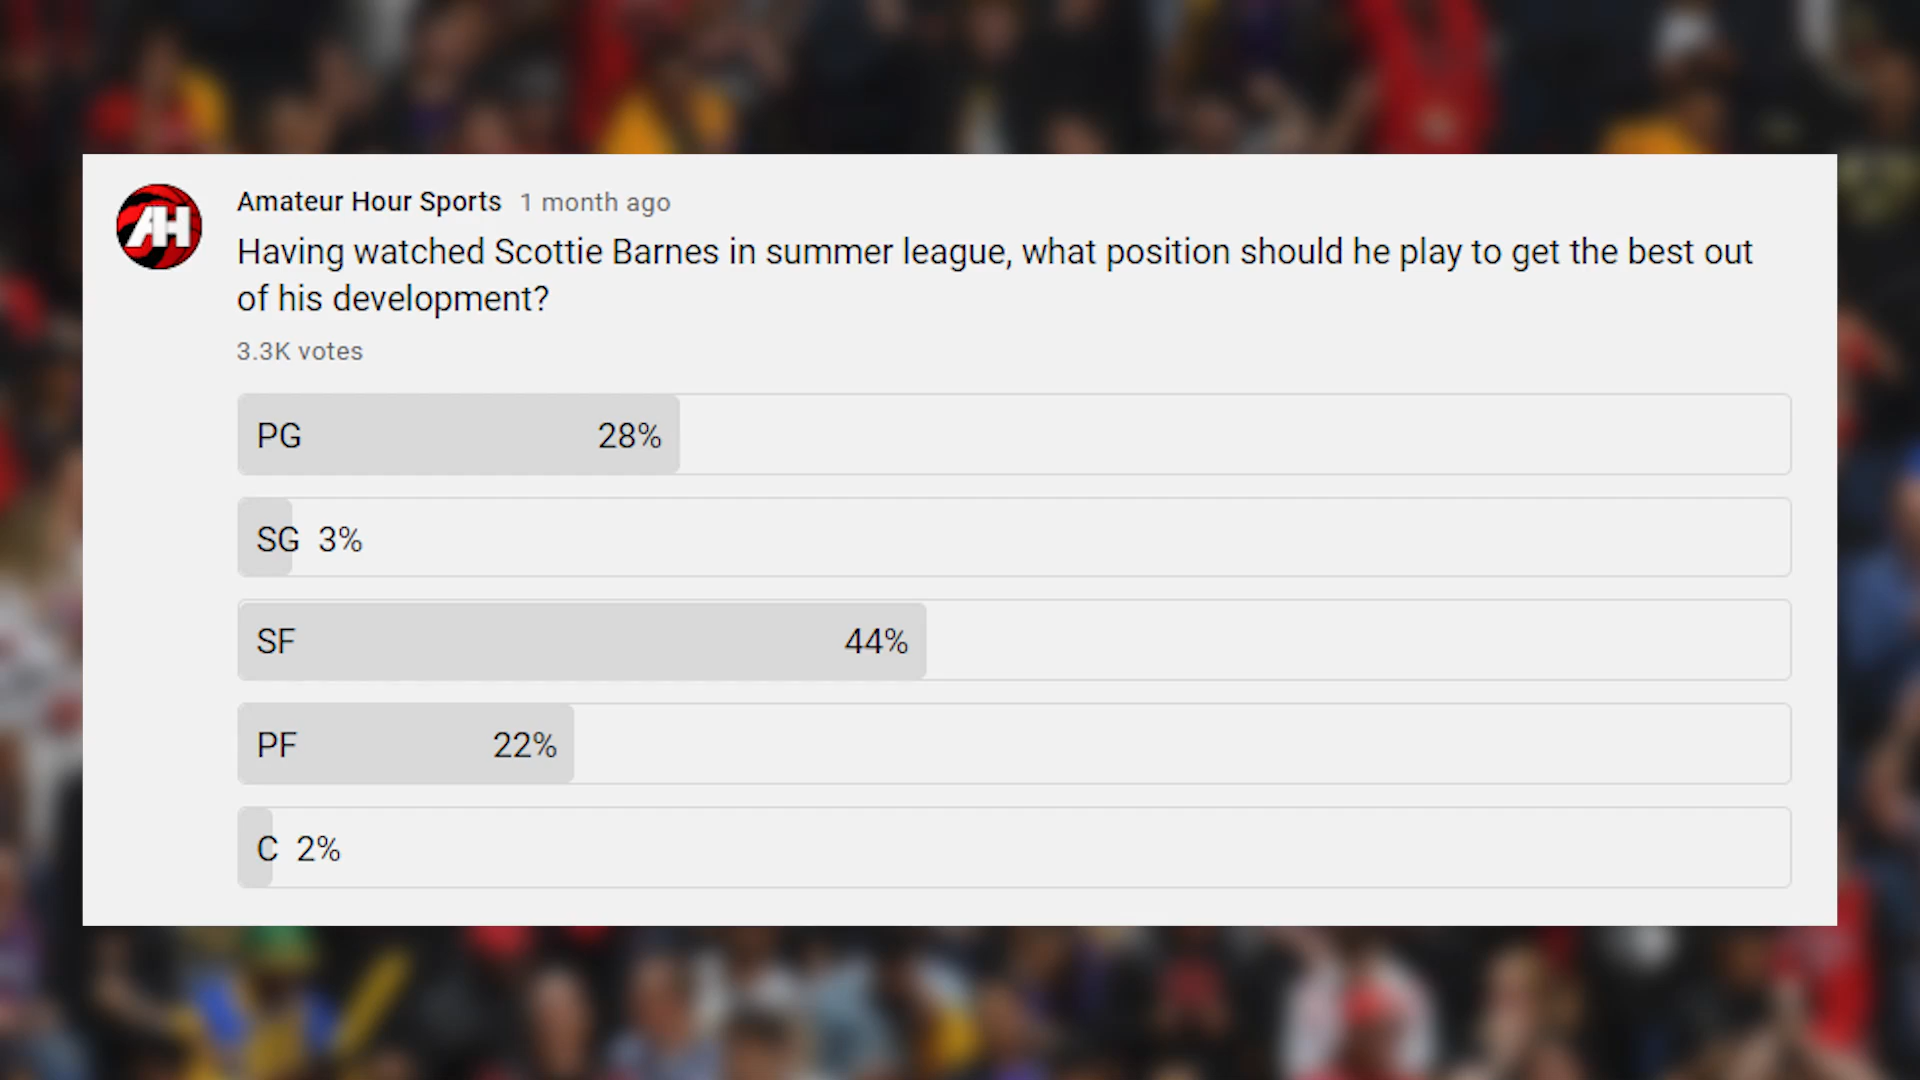 AH
Amateur Hour Sports 1 month ago
Having watched Scottie Barnes in summer league, what position should he play to get the best out
of his development?
3.3K votes
PG 28%
SG 3%
SF 44%
PF 22%
C 2%